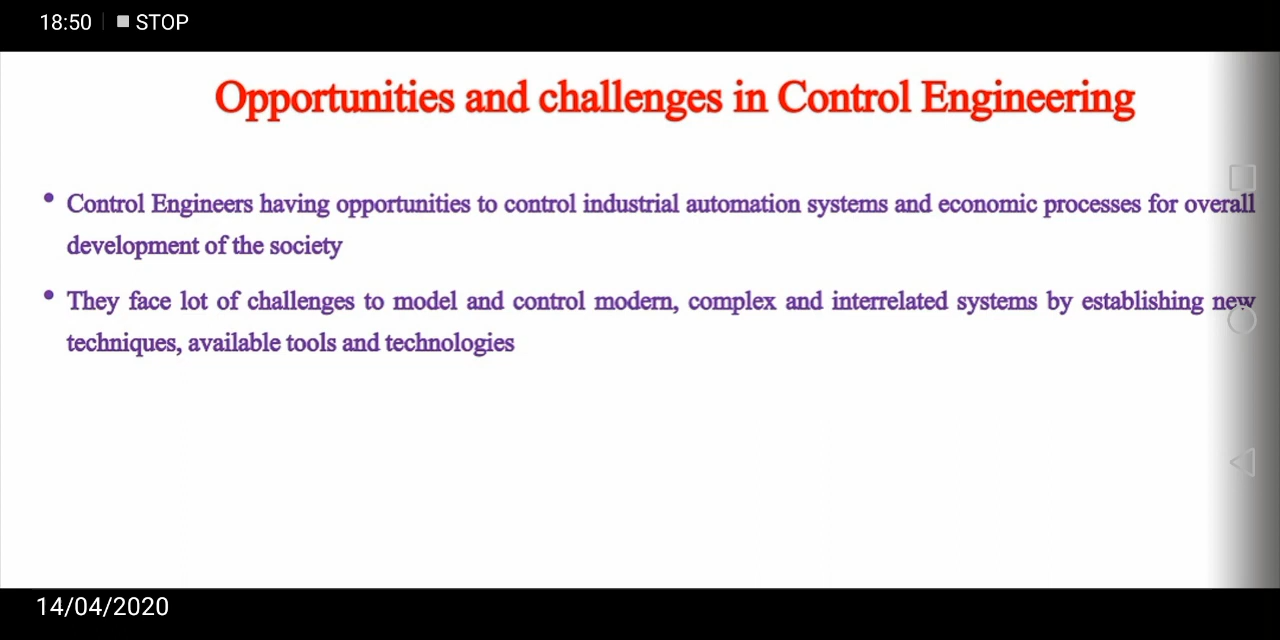 18:50 STOP
Opportunities and challenges in Control Engineering
• Control Engineers having opportunities to control industrial automation systems and economic processes for overall
development of the society
• They face lot of challenges to model and control modern, complex and interrelated systems by establishing new
techniques, available tools and technologies
14/04/2020